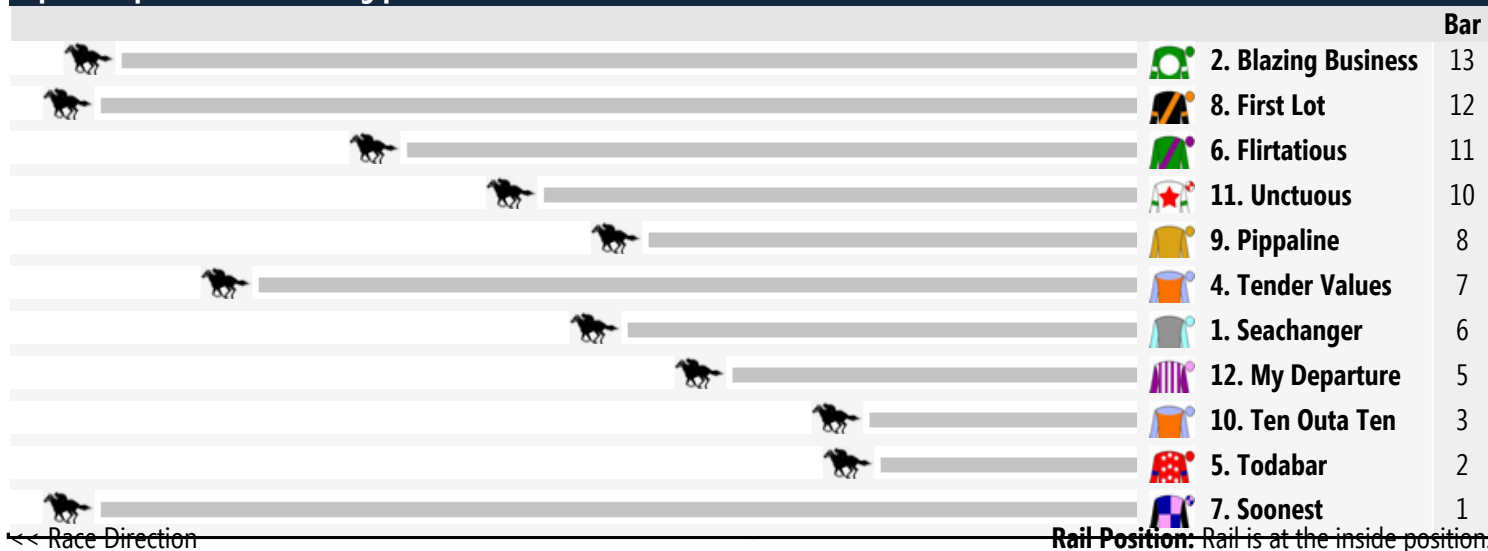 Bar
2. Blazing Business 13
8. First Lot 12
6. Flirtatious 11
11. Unctuous 10
9. Pippaline 8
4. Tender Values 7
1. Seachanger 6
12. My Departure 5
10. Ten Outa Ten 3
5. Todabar 2
7. Soonest 1
<< Race Direction Rail Position: Rail is at the inside position.